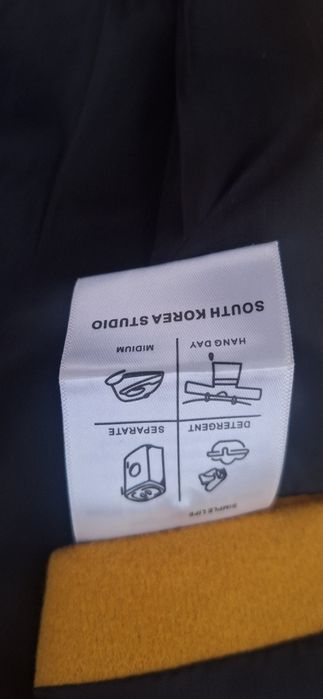 SIMPLE LIFE
DETERGENT SEPARATE
HANG DAY MIDIUM
SOUTH KOREA STUDIO